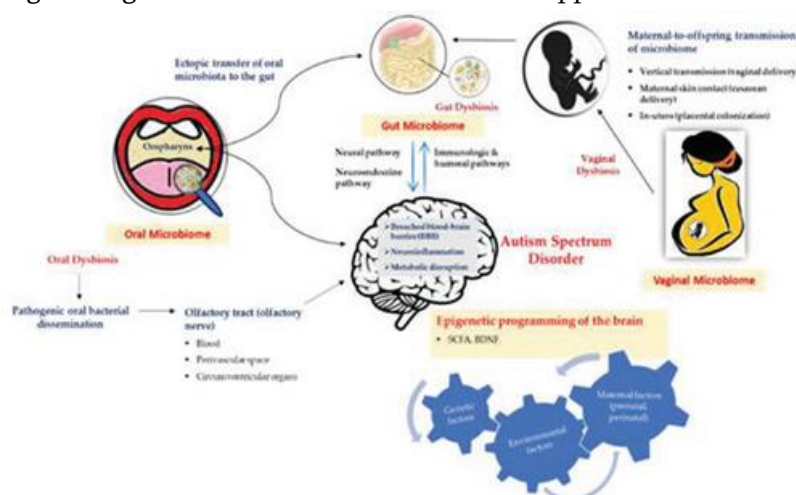 Ectopic transfer of oral
microbiota to the gut
Oropharynx
Oral Microbiome
Oral Dysbiosis
Pathogenic oral bacterial
dissemination
Olfactory tract (olfactory
nerve)
• Blood
• Perivascular space
• Circumventricular organs
Gut Dysbiosis
Gut Microbiome
Neural pathway
Neuroendocrine
pathway
Immunologic &
humoral pathways
➢ Breached blood-brain
barrier (BBB)
➢ Neuroinflammation
➢ Metabolic disruption
Autism Spectrum
Disorder
Maternal-to-offspring transmission
of microbiome
• Vertical transmission (vaginal delivery)
• Maternal skin contact (cesarean
delivery)
• In-utero (placental colonization)
Vaginal
Dysbiosis
Vaginal Microbiome
Epigenetic programming of the brain
• SCFA, BDNF
Genetic
factors
Environmental
factors
Maternal factors
(prenatal,
perinatal)